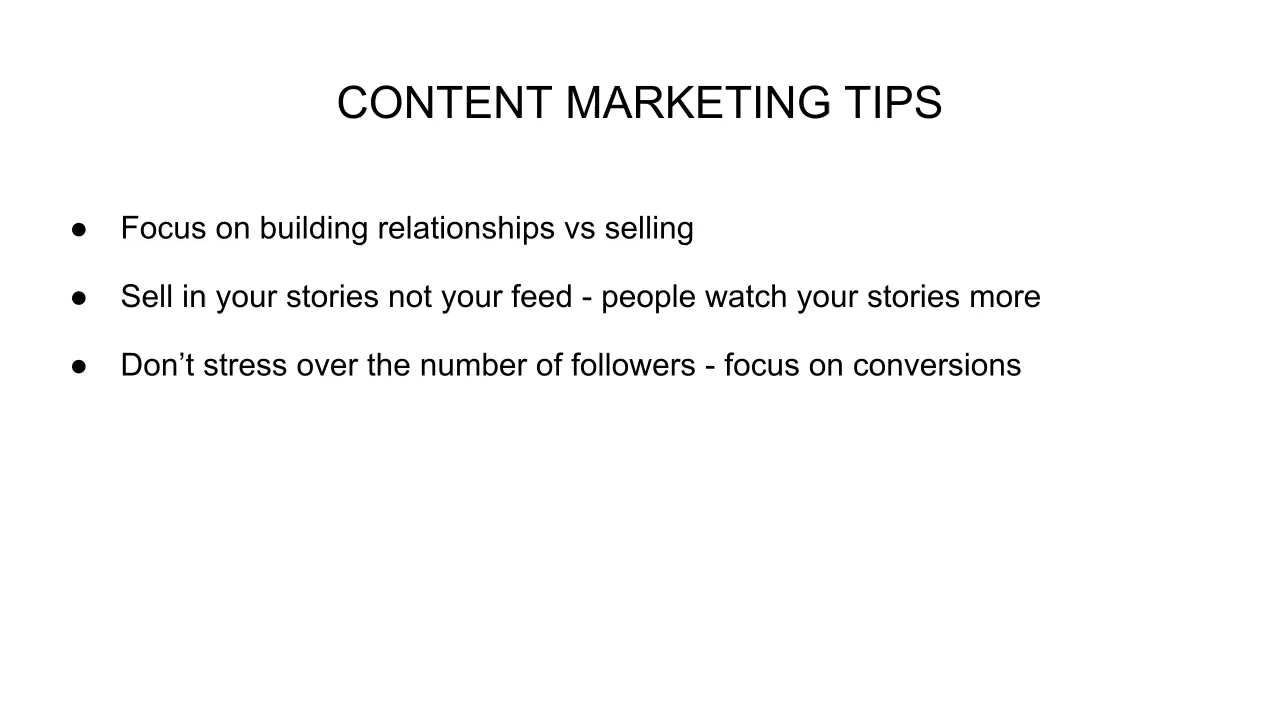 CONTENT MARKETING TIPS
● Focus on building relationships vs selling
● Sell in your stories not your feed - people watch your stories more
● Don’t stress over the number of followers - focus on conversions